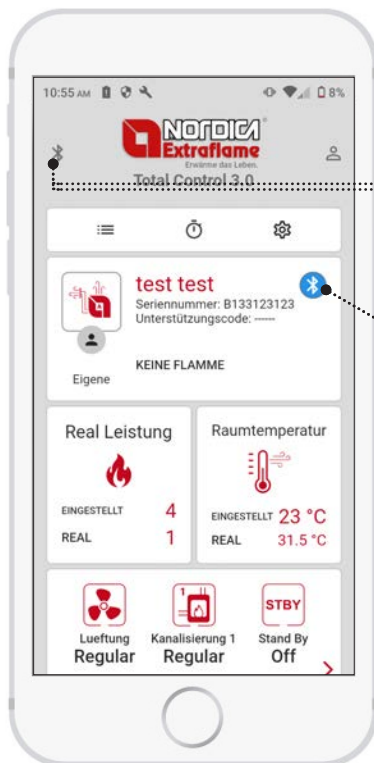 10:55 AM 8%
NORDICA
Extraflame
Erwärme das Leben.
Total Control 3.0
test test
Seriennummer: B133123123
Unterstützungscode: -----
KEINE FLAMME
Eigene
Real Leistung
EINGESTELLT 4
REAL 1
Raumtemperatur
EINGESTELLT 23 °C
REAL 31.5 °C
1
STBY
Lueftung
Regular
Kanalisierung 1
Regular
Stand By
Off